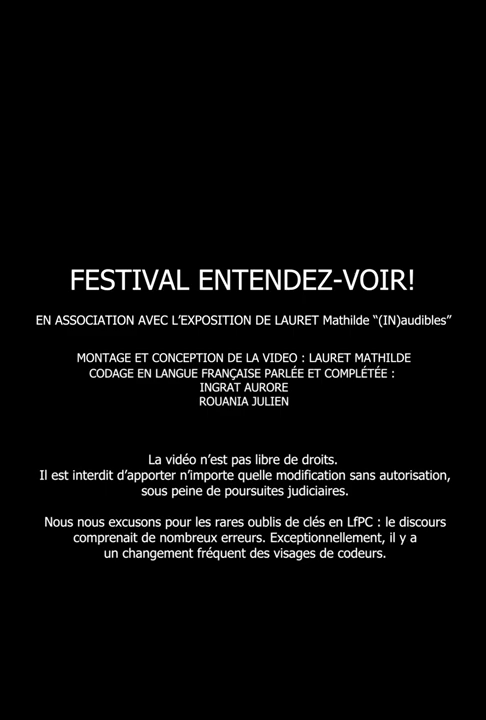 FESTIVAL ENTENDEZ-VOIR!
EN ASSOCIATION AVEC L’EXPOSITION DE LAURET Mathilde “(IN)audibles”
MONTAGE ET CONCEPTION DE LA VIDEO : LAURET MATHILDE
CODAGE EN LANGUE FRANÇAISE PARLÉE ET COMPLÉTÉE :
INGRAT AURORE
ROUANIA JULIEN
La vidéo n’est pas libre de droits.
Il est interdit d’apporter n’importe quelle modification sans autorisation,
sous peine de poursuites judiciaires.
Nous nous excusons pour les rares oublis de clés en LfPC : le discours
comprenait de nombreux erreurs. Exceptionnellement, il y a
un changement fréquent des visages de codeurs.